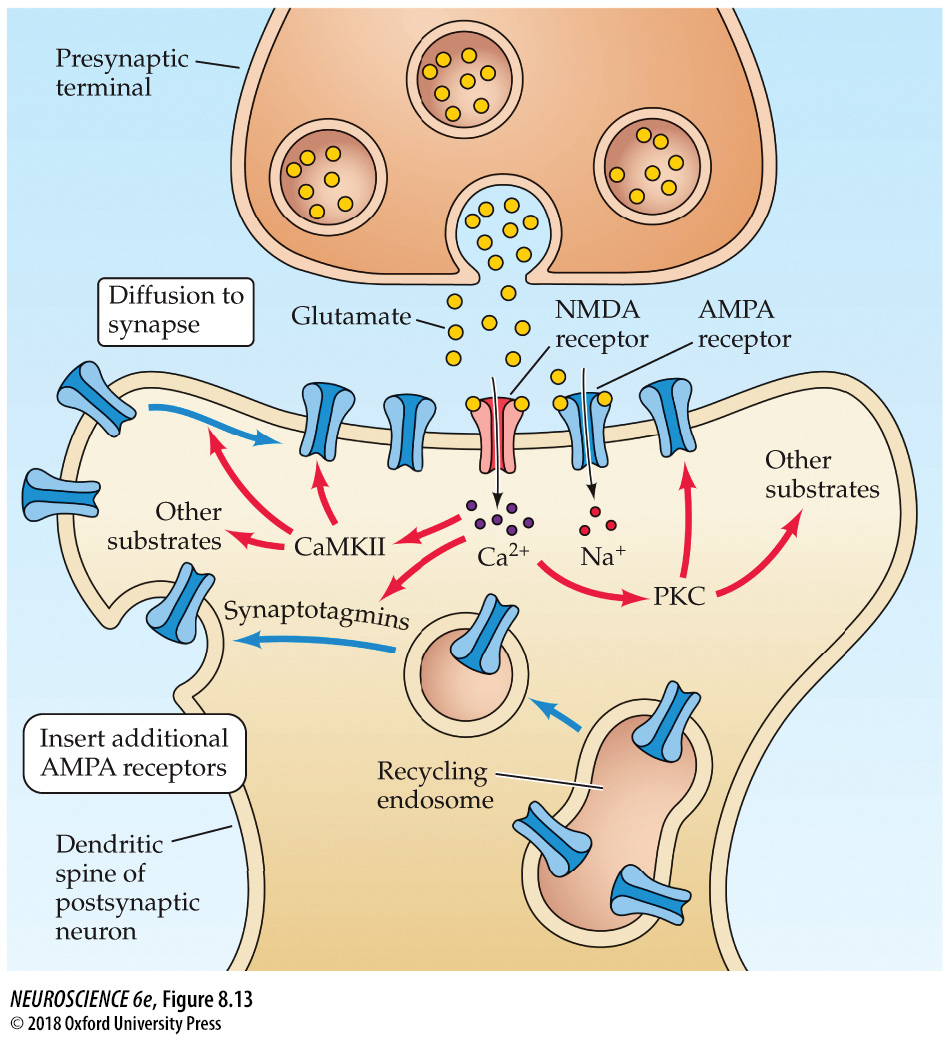 Presynaptic
terminal
Diffusion to
synapse
Glutamate
NMDA
receptor
AMPA
receptor
Other
substrates
Other
substrates
CaMKII
Ca²⁺
Na⁺
PKC
Synaptotagmins
Insert additional
AMPA receptors
Recycling
endosome
Dendritic
spine of
postsynaptic
neuron
NEUROSCIENCE 6e, Figure 8.13
© 2018 Oxford University Press